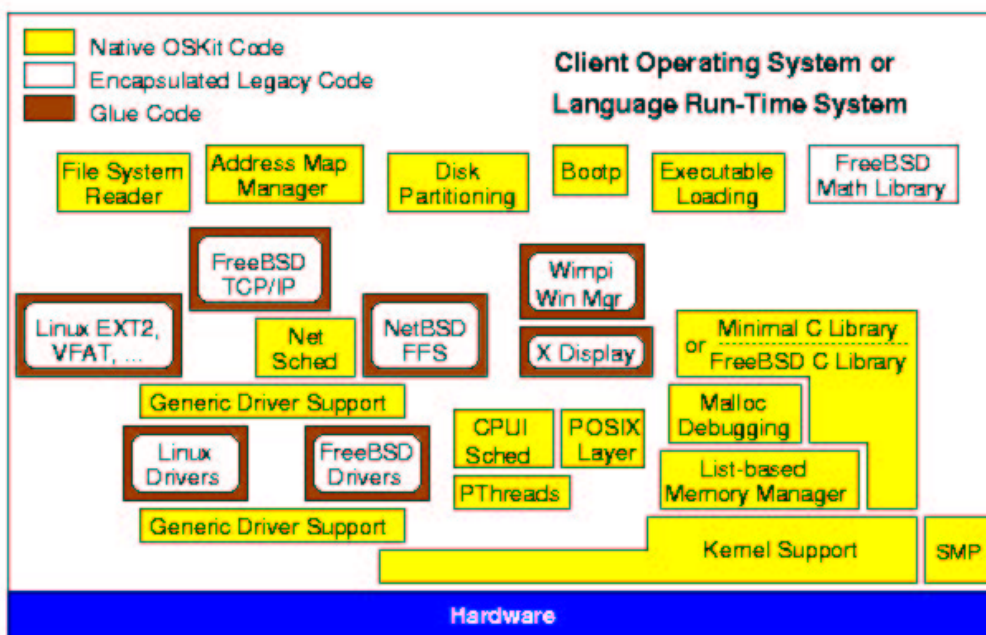 Native OSKit Code
Encapsulated Legacy Code
Glue Code
Client Operating System or
Language Run-Time System
File System
Reader
Address Map
Manager
Disk
Partitioning
Bootp
Executable
Loading
FreeBSD
Math Library
FreeBSD
TCP/IP
Wimpi
Win Mgr
Linux EXT2,
VFAT, ...
Net
Sched
NetBSD
FFS
X Display
or
Minimal C Library
FreeBSD C Library
Generic Driver Support
Malloc
Debugging
CPUI
Sched
POSIX
Layer
Linux
Drivers
FreeBSD
Drivers
List-based
Memory Manager
PThreads
Generic Driver Support
Kernel Support
SMP
Hardware